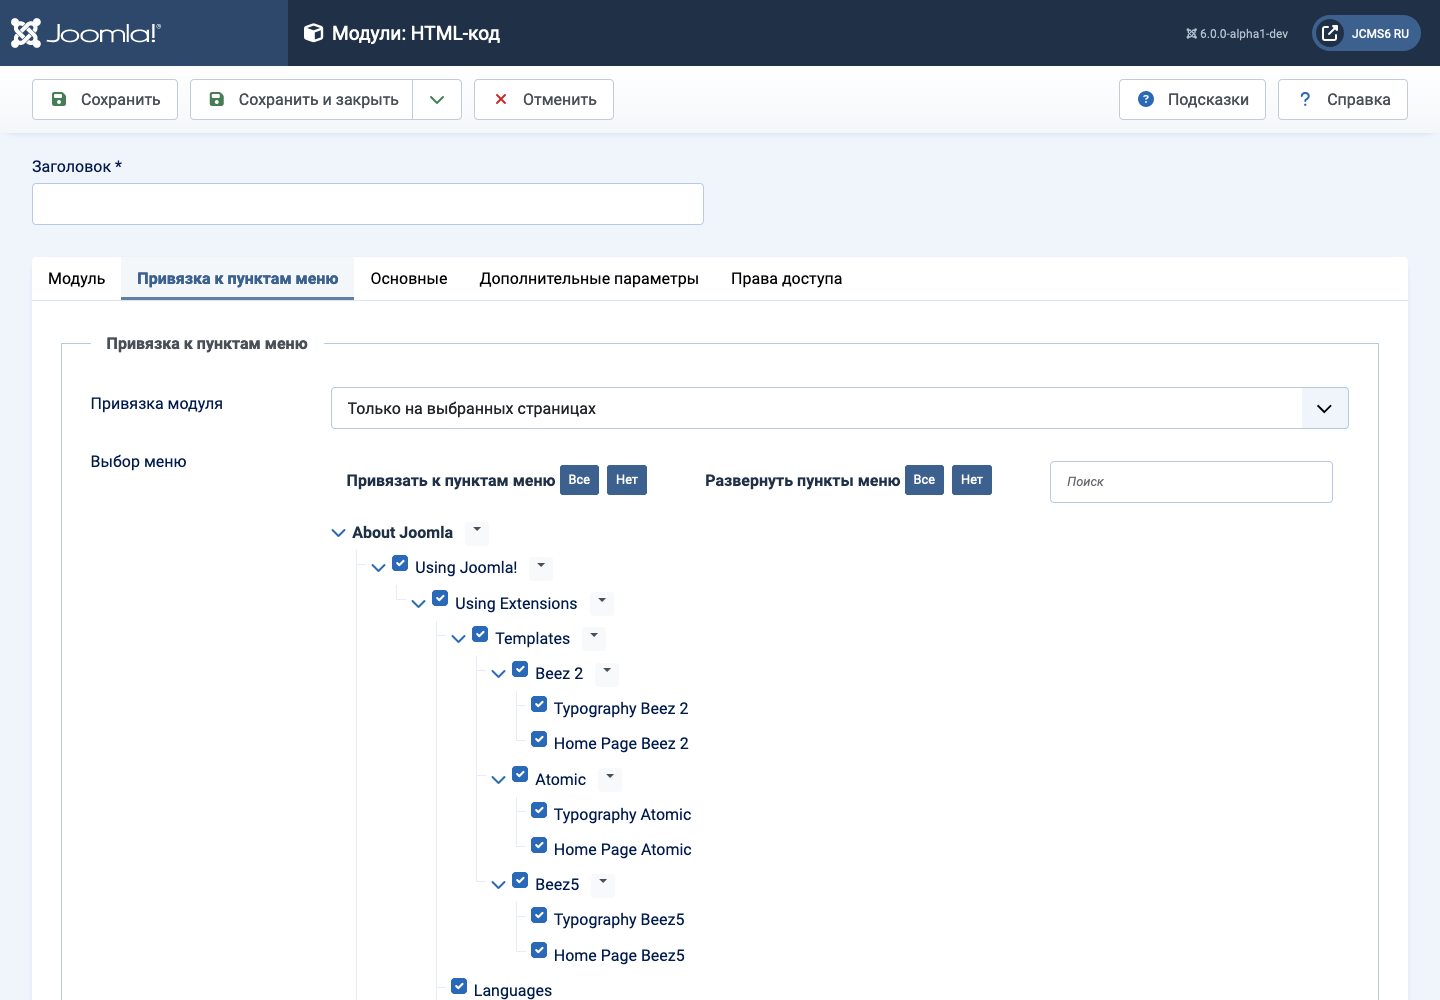 Joomla!®
Модули: HTML-код
6.0.0-alpha1-dev
JCMS6 RU
Сохранить
Сохранить и закрыть
Отменить
Подсказки
? Справка
Заголовок *
Модуль
Привязка к пунктам меню
Основные
Дополнительные параметры
Права доступа
Привязка к пунктам меню
Привязка модуля
Только на выбранных страницах
Выбор меню
Привязать к пунктам меню Все Нет
Развернуть пункты меню Все Нет
Поиск
About Joomla
Using Joomla!
Using Extensions
Templates
Beez 2
Typography Beez 2
Home Page Beez 2
Atomic
Typography Atomic
Home Page Atomic
Beez5
Typography Beez5
Home Page Beez5
Languages